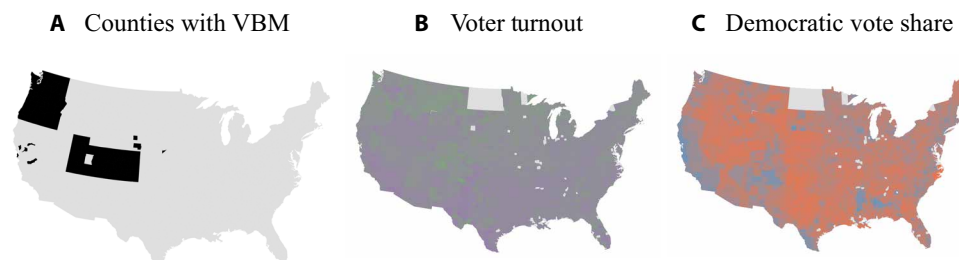 A Counties with VBM
B Voter turnout
C Democratic vote share